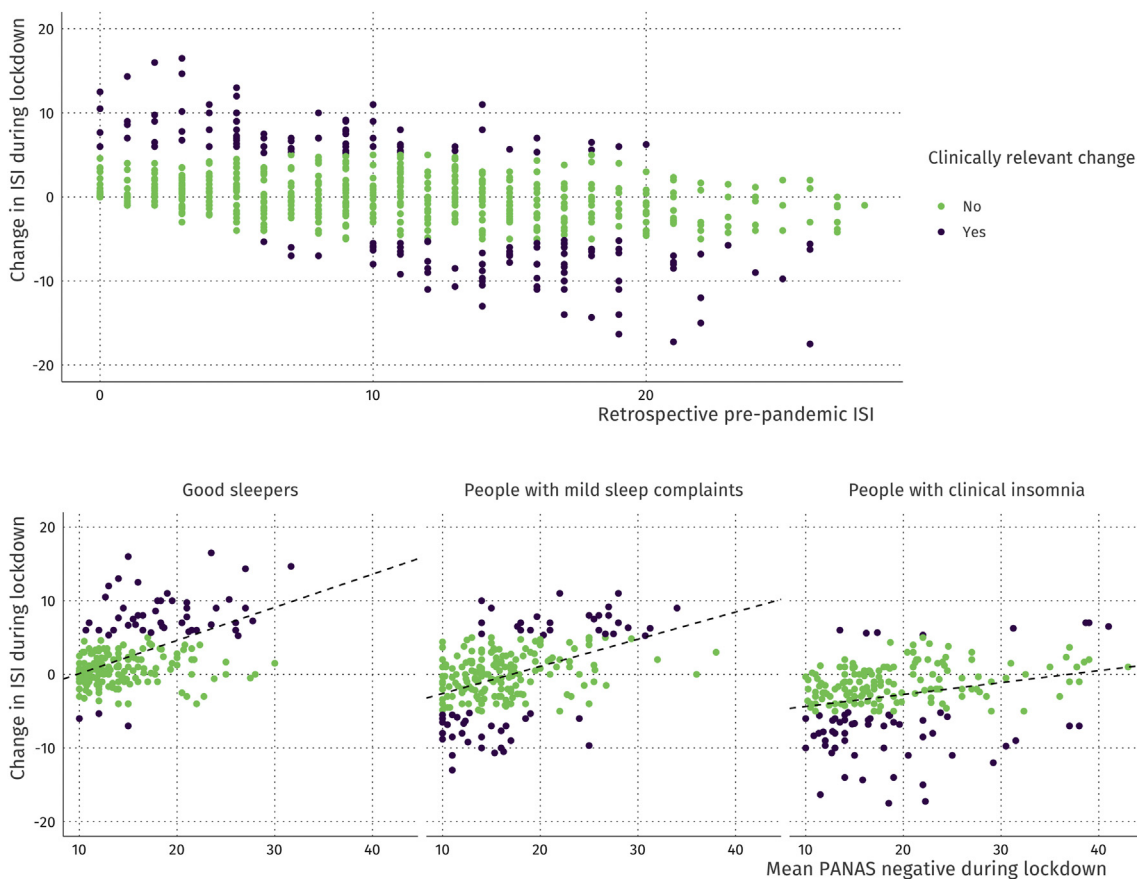 Change in ISI during lockdown
20
10
0
-10
-20
0
10
20
Retrospective pre-pandemic ISI
Clinically relevant change
No
Yes
Good sleepers
People with mild sleep complaints
People with clinical insomnia
Change in ISI during lockdown
20
10
0
-10
-20
10
20
30
40
10
20
30
40
10
20
30
40
Mean PANAS negative during lockdown